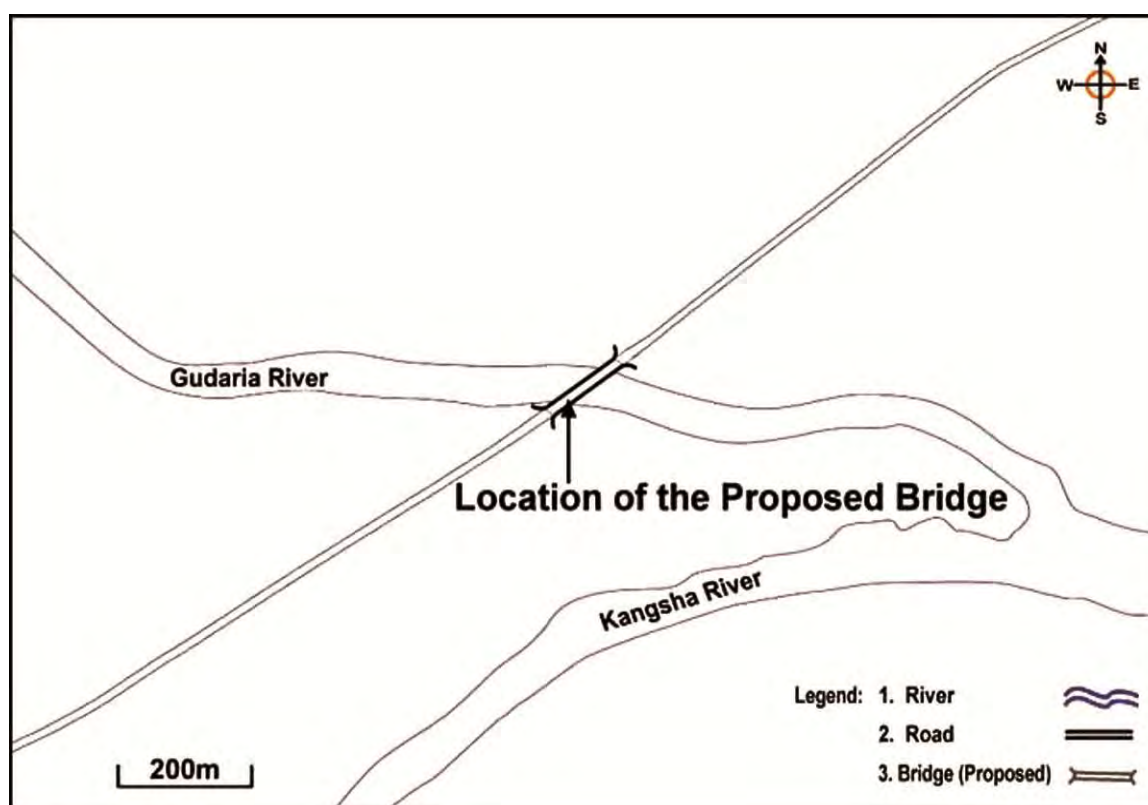 N
W E
S
Gudaria River
Location of the Proposed Bridge
Kangsha River
Legend: 1. River
2. Road
3. Bridge (Proposed)
200m